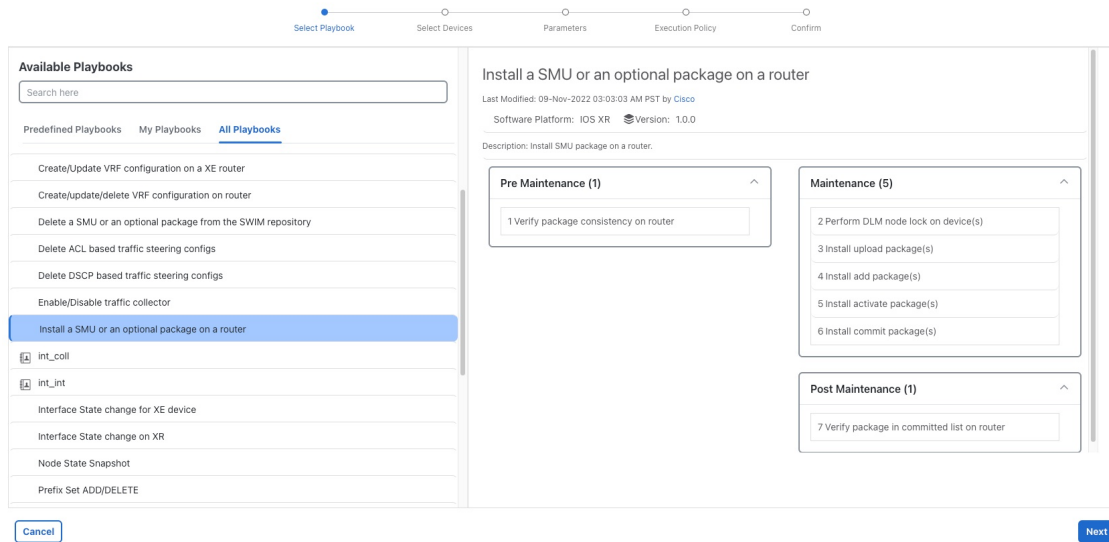 Select Playbook
Select Devices
Parameters
Execution Policy
Confirm
Available Playbooks
Search here
Predefined Playbooks
My Playbooks
All Playbooks
Create/Update VRF configuration on a XE router
Create/update/delete VRF configuration on router
Delete a SMU or an optional package from the SWIM repository
Delete ACL based traffic steering configs
Delete DSCP based traffic steering configs
Enable/Disable traffic collector
Install a SMU or an optional package on a router
int_coll
int_int
Interface State change for XE device
Interface State change on XR
Node State Snapshot
Prefix Set ADD/DELETE
Install a SMU or an optional package on a router
Last Modified: 09-Nov-2022 03:03:03 AM PST by Cisco
Software Platform: IOS XR Version: 1.0.0
Description: Install SMU package on a router.
Pre Maintenance (1)
1 Verify package consistency on router
Maintenance (5)
2 Perform DLM node lock on device(s)
3 Install upload package(s)
4 Install add package(s)
5 Install activate package(s)
6 Install commit package(s)
Post Maintenance (1)
7 Verify package in committed list on router
Cancel
Next